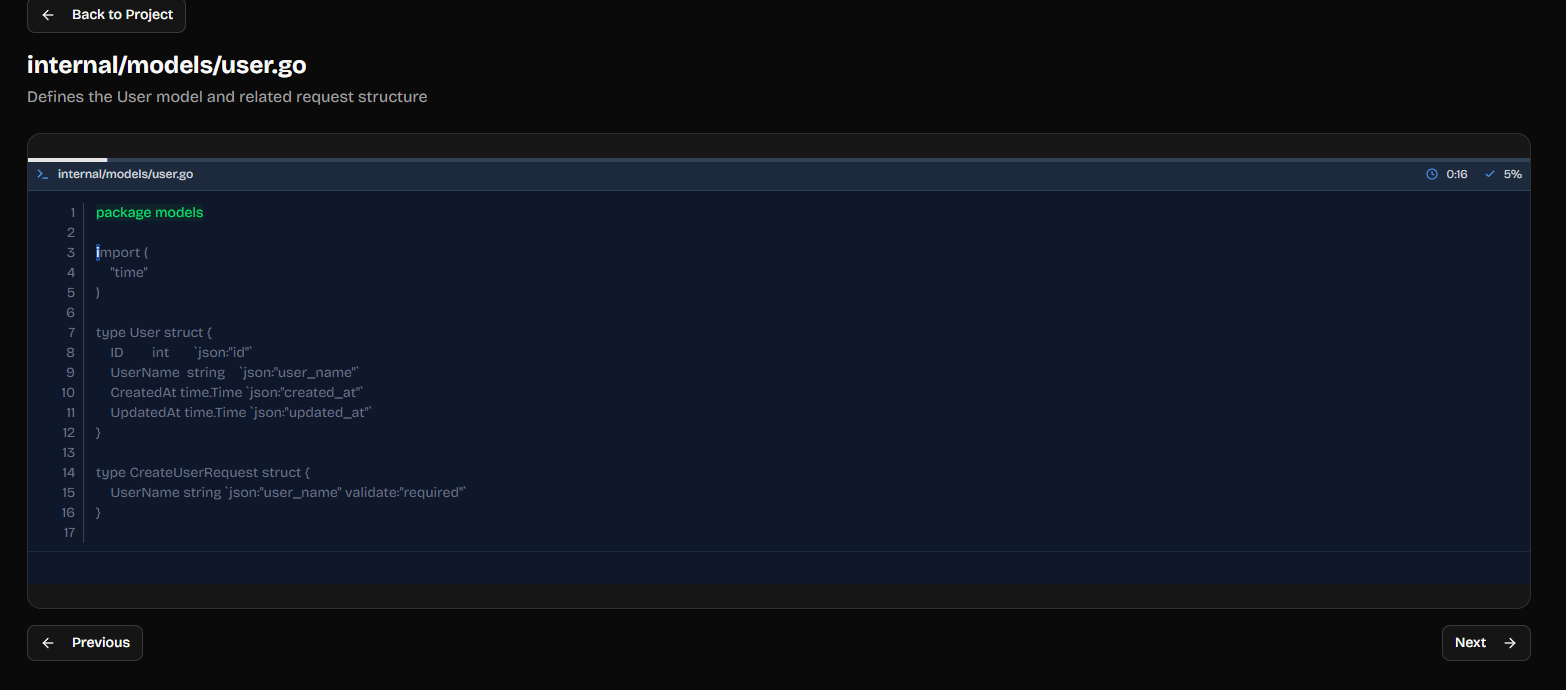 Back to Project
internal/models/user.go
Defines the User model and related request structure
internal/models/user.go 0:16 5%
1 package models
2
3 import (
4 "time"
5 )
6
7 type User struct {
8 ID int `json:"id"`
9 UserName string `json:"user_name"`
10 CreatedAt time.Time `json:"created_at"`
11 UpdatedAt time.Time `json:"updated_at"`
12 }
13
14 type CreateUserRequest struct {
15 UserName string `json:"user_name" validate:"required"`
16 }
17
Previous Next